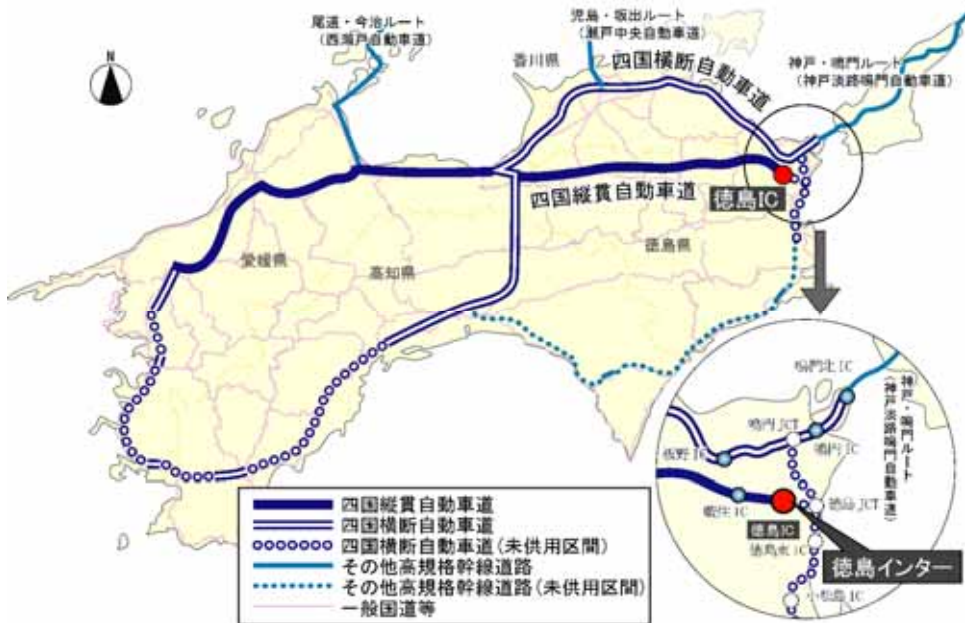 N
尾道・今治ルート
(西瀬戸自動車道)
児島・坂出ルート
(瀬戸中央自動車道)
神戸・鳴門ルート
(神戸淡路鳴門自動車道)
香川県
四国横断自動車道
四国縦貫自動車道
徳島IC
愛媛県
高知県
徳島県
鳴門北IC
神戸・鳴門ルート
(神戸淡路鳴門自動車道)
鳴門JCT
鳴門IC
板野IC
藍住IC
徳島JCT
徳島IC
徳島東IC
徳島インター
小松島IC
四国縦貫自動車道
四国横断自動車道
四国横断自動車道(未供用区間)
その他高規格幹線道路
その他高規格幹線道路(未供用区間)
一般国道等